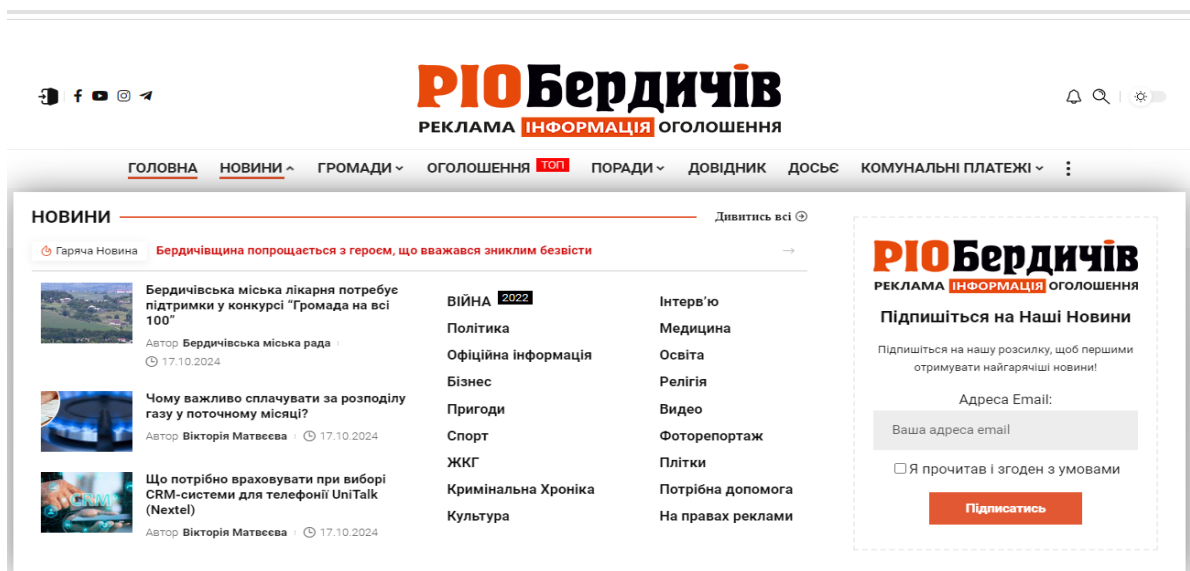 РІО Бердичів
РЕКЛАМА ІНФОРМАЦІЯ ОГОЛОШЕННЯ
ГОЛОВНА НОВИНИ ГРОМАДИ ОГОЛОШЕННЯ ТОП ПОРАДИ ДОВІДНИК ДОСЬЄ КОМУНАЛЬНІ ПЛАТЕЖІ
НОВИНИ
Дивитись всі
Гаряча Новина Бердичівщина попрощається з героєм, що вважався зниклим безвісти
Бердичівська міська лікарня потребує
підтримки у конкурсі “Громада на всі
100”
Автор Бердичівська міська рада
17.10.2024
Чому важливо сплачувати за розподілу
газу у поточному місяці?
Автор Вікторія Матвєєва 17.10.2024
CRM
Що потрібно враховувати при виборі
CRM-системи для телефонії UniTalk
(Nextel)
Автор Вікторія Матвєєва 17.10.2024
ВІЙНА 2022
Політика
Офіційна інформація
Бізнес
Пригоди
Спорт
ЖКГ
Кримінальна Хроніка
Культура
Інтерв’ю
Медицина
Освіта
Релігія
Видео
Фоторепортаж
Плітки
Потрібна допомога
На правах реклами
РІО Бердичів
РЕКЛАМА ІНФОРМАЦІЯ ОГОЛОШЕННЯ
Підпишіться на Наші Новини
Підпишіться на нашу розсилку, щоб першими
отримувати найгарячіші новини!
Адреса Email:
Ваша адреса email
Я прочитав і згоден з умовами
Підписатись